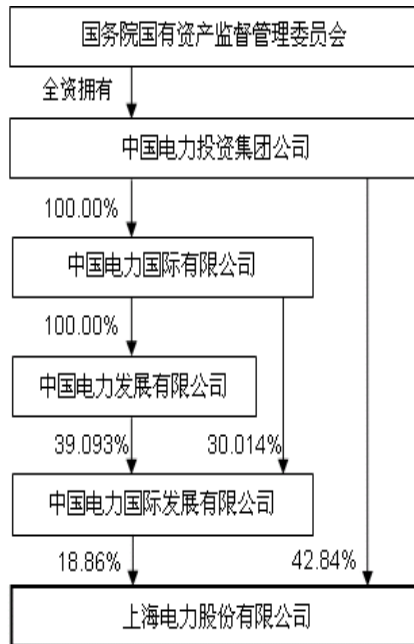 国务院国有资产监督管理委员会
全资拥有
中国电力投资集团公司
100.00%
中国电力国际有限公司
100.00%
中国电力发展有限公司
39.093%
30.014%
中国电力国际发展有限公司
18.86%
42.84%
上海电力股份有限公司